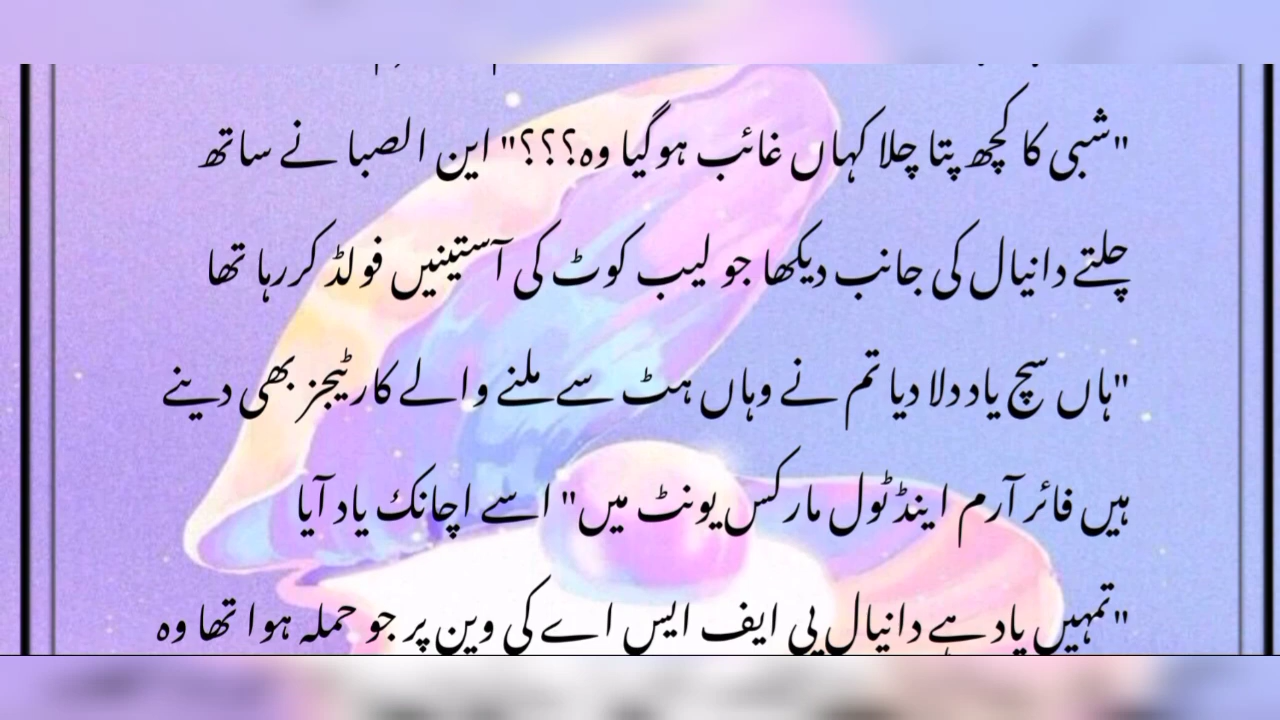 "شبی کا کچھ پتا چلا کہاں غائب ہوگیا وہ؟؟؟" این الصبا نے ساتھ
چلتے دانیال کی جانب دیکھا جو لیب کوٹ کی آستینیں فولڈ کررہا تھا
"ہاں سچ یاد دلا دیا تم نے وہاں ہٹ سے ملنے والے کارٹیجز بھی دینے
ہیں فائر آرم اینڈ ٹول مارکس یونٹ میں" اسے اچانک یاد آیا
"تمہیں یاد ہے دانیال پی ایف ایس اے کی وین پر جو حملہ ہوا تھا وہ